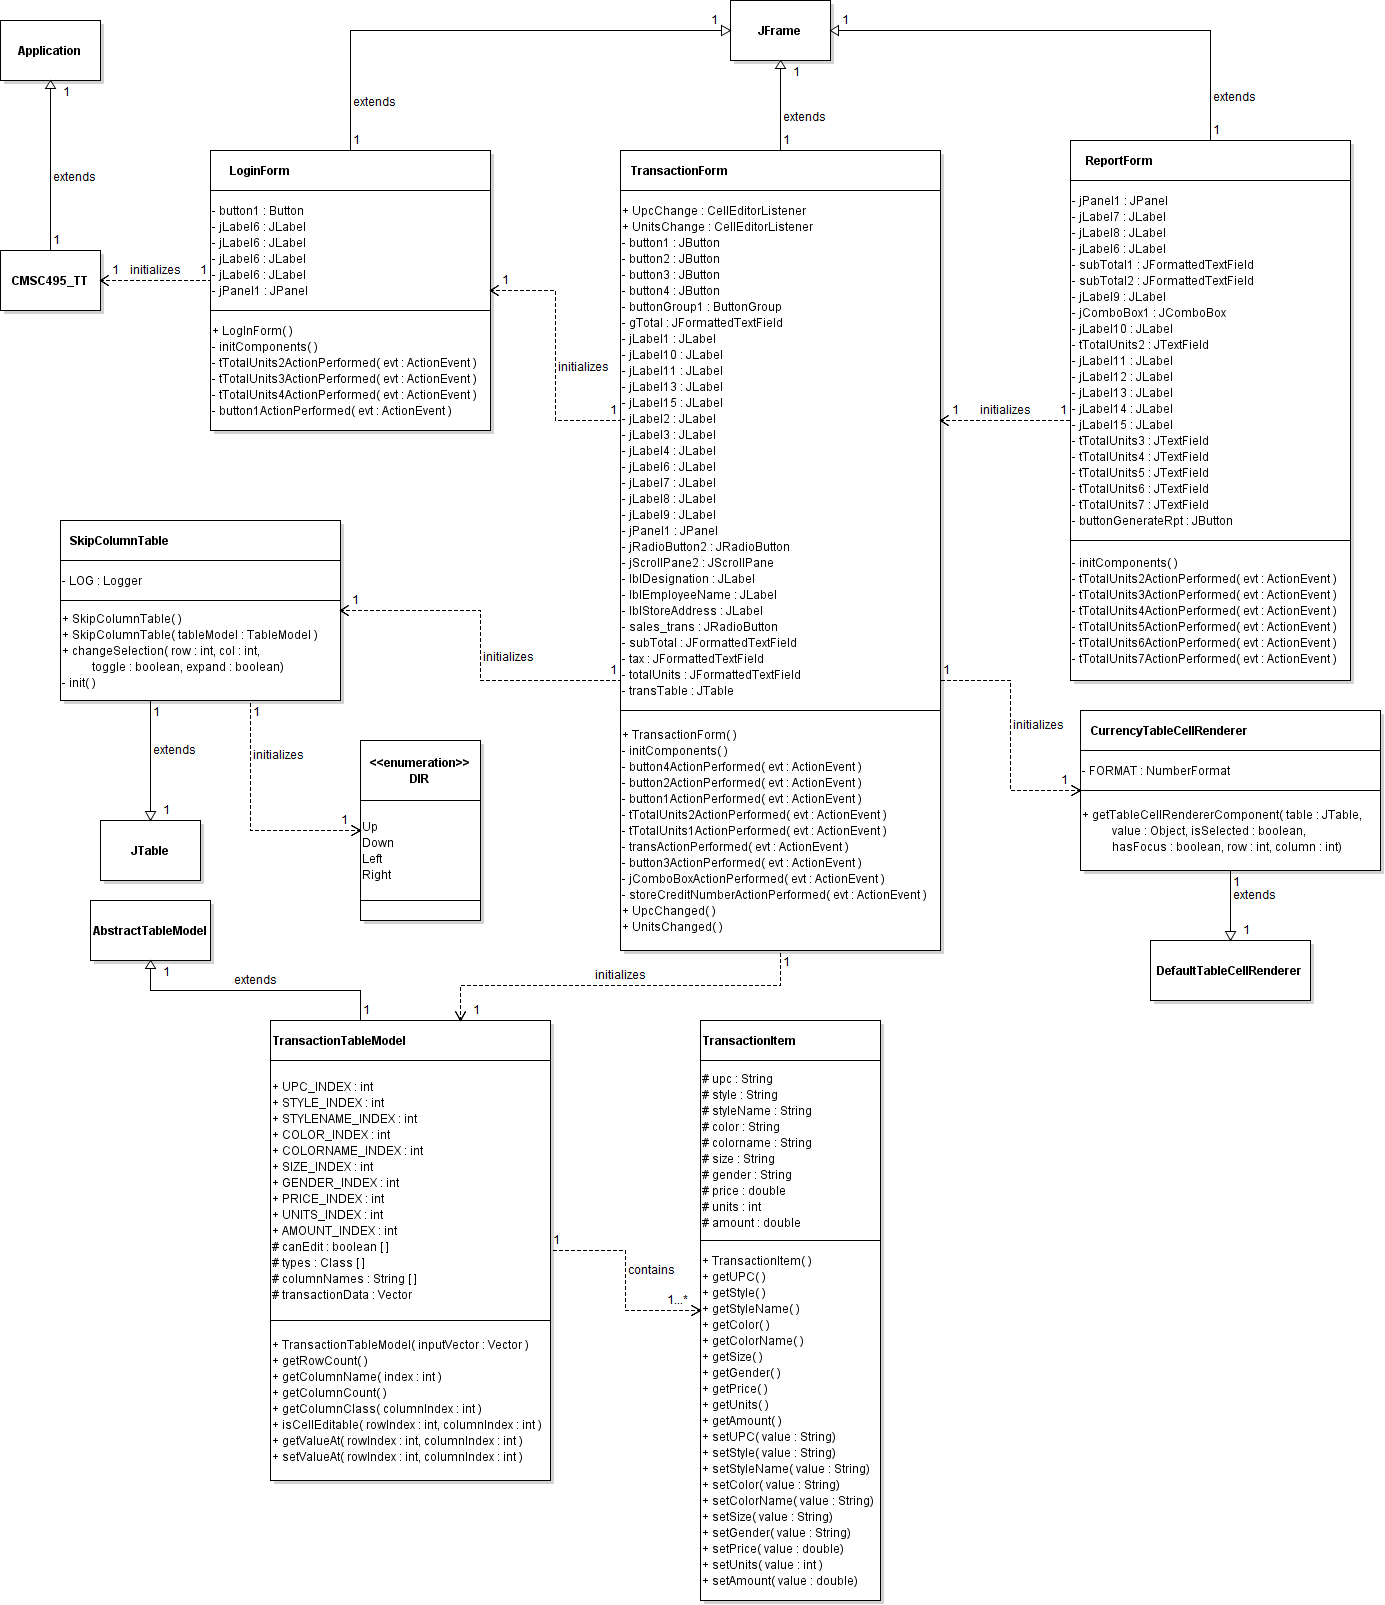 JFrame
1
1
1
Application
1
extends
1
CMSC495_TT
1
initializes
1
extends
1
extends
1
extends
1
LoginForm
- button1 : Button
- jLabel6 : JLabel
- jLabel6 : JLabel
- jLabel6 : JLabel
- jLabel6 : JLabel
- jPanel1 : JPanel
+ LogInForm( )
- initComponents( )
- tTotalUnits2ActionPerformed( evt : ActionEvent )
- tTotalUnits3ActionPerformed( evt : ActionEvent )
- tTotalUnits4ActionPerformed( evt : ActionEvent )
- button1ActionPerformed( evt : ActionEvent )
1
initializes
1
TransactionForm
+ UpcChange : CellEditorListener
+ UnitsChange : CellEditorListener
- button1 : JButton
- button2 : JButton
- button3 : JButton
- button4 : JButton
- buttonGroup1 : ButtonGroup
- gTotal : JFormattedTextField
- jLabel1 : JLabel
- jLabel10 : JLabel
- jLabel11 : JLabel
- jLabel13 : JLabel
- jLabel15 : JLabel
- jLabel2 : JLabel
- jLabel3 : JLabel
- jLabel4 : JLabel
- jLabel6 : JLabel
- jLabel7 : JLabel
- jLabel8 : JLabel
- jLabel9 : JLabel
- jPanel1 : JPanel
- jRadioButton2 : JRadioButton
- jScrollPane2 : JScrollPane
- lblDesignation : JLabel
- lblEmployeeName : JLabel
- lblStoreAddress : JLabel
- sales_trans : JRadioButton
- subTotal : JFormattedTextField
- tax : JFormattedTextField
- totalUnits : JFormattedTextField
- transTable : JTable
+ TransactionForm( )
- initComponents( )
- button4ActionPerformed( evt : ActionEvent )
- button2ActionPerformed( evt : ActionEvent )
- button1ActionPerformed( evt : ActionEvent )
- tTotalUnits2ActionPerformed( evt : ActionEvent )
- tTotalUnits1ActionPerformed( evt : ActionEvent )
- transActionPerformed( evt : ActionEvent )
- button3ActionPerformed( evt : ActionEvent )
- jComboBoxActionPerformed( evt : ActionEvent )
- storeCreditNumberActionPerformed( evt : ActionEvent )
+ UpcChanged( )
+ UnitsChanged( )
1
initializes
1
ReportForm
- jPanel1 : JPanel
- jLabel7 : JLabel
- jLabel8 : JLabel
- jLabel6 : JLabel
- subTotal1 : JFormattedTextField
- subTotal2 : JFormattedTextField
- jLabel9 : JLabel
- jComboBox1 : JComboBox
- jLabel10 : JLabel
- tTotalUnits2 : JTextField
- jLabel11 : JLabel
- jLabel12 : JLabel
- jLabel13 : JLabel
- jLabel14 : JLabel
- jLabel15 : JLabel
- tTotalUnits3 : JTextField
- tTotalUnits4 : JTextField
- tTotalUnits5 : JTextField
- tTotalUnits6 : JTextField
- tTotalUnits7 : JTextField
- buttonGenerateRpt : JButton
- initComponents( )
- tTotalUnits2ActionPerformed( evt : ActionEvent )
- tTotalUnits3ActionPerformed( evt : ActionEvent )
- tTotalUnits4ActionPerformed( evt : ActionEvent )
- tTotalUnits5ActionPerformed( evt : ActionEvent )
- tTotalUnits6ActionPerformed( evt : ActionEvent )
- tTotalUnits7ActionPerformed( evt : ActionEvent )
SkipColumnTable
- LOG : Logger
+ SkipColumnTable( )
+ SkipColumnTable( tableModel : TableModel )
+ changeSelection( row : int, col : int,
toggle : boolean, expand : boolean)
- init( )
1
initializes
1
1
extends
1
JTable
1
initializes
1
<<enumeration>>
DIR
Up
Down
Left
Right
1
initializes
1
CurrencyTableCellRenderer
- FORMAT : NumberFormat
+ getTableCellRendererComponent( table : JTable,
value : Object, isSelected : boolean,
hasFocus : boolean, row : int, column : int)
1
extends
1
DefaultTableCellRenderer
AbstractTableModel
1
extends
1
1
initializes
1
TransactionTableModel
+ UPC_INDEX : int
+ STYLE_INDEX : int
+ STYLENAME_INDEX : int
+ COLOR_INDEX : int
+ COLORNAME_INDEX : int
+ SIZE_INDEX : int
+ GENDER_INDEX : int
+ PRICE_INDEX : int
+ UNITS_INDEX : int
+ AMOUNT_INDEX : int
# canEdit : boolean [ ]
# types : Class [ ]
# columnNames : String [ ]
# transactionData : Vector
+ TransactionTableModel( inputVector : Vector )
+ getRowCount( )
+ getColumnName( index : int )
+ getColumnCount( )
+ getColumnClass( columnIndex : int )
+ isCellEditable( rowIndex : int, columnIndex : int )
+ getValueAt( rowIndex : int, columnIndex : int )
+ setValueAt( rowIndex : int, columnIndex : int )
1
contains
1...*
TransactionItem
# upc : String
# style : String
# styleName : String
# color : String
# colorname : String
# size : String
# gender : String
# price : double
# units : int
# amount : double
+ TransactionItem( )
+ getUPC( )
+ getStyle( )
+ getStyleName( )
+ getColor( )
+ getColorName( )
+ getSize( )
+ getGender( )
+ getPrice( )
+ getUnits( )
+ getAmount( )
+ setUPC( value : String)
+ setStyle( value : String)
+ setStyleName( value : String)
+ setColor( value : String)
+ setColorName( value : String)
+ setSize( value : String)
+ setGender( value : String)
+ setPrice( value : double)
+ setUnits( value : int )
+ setAmount( value : double)